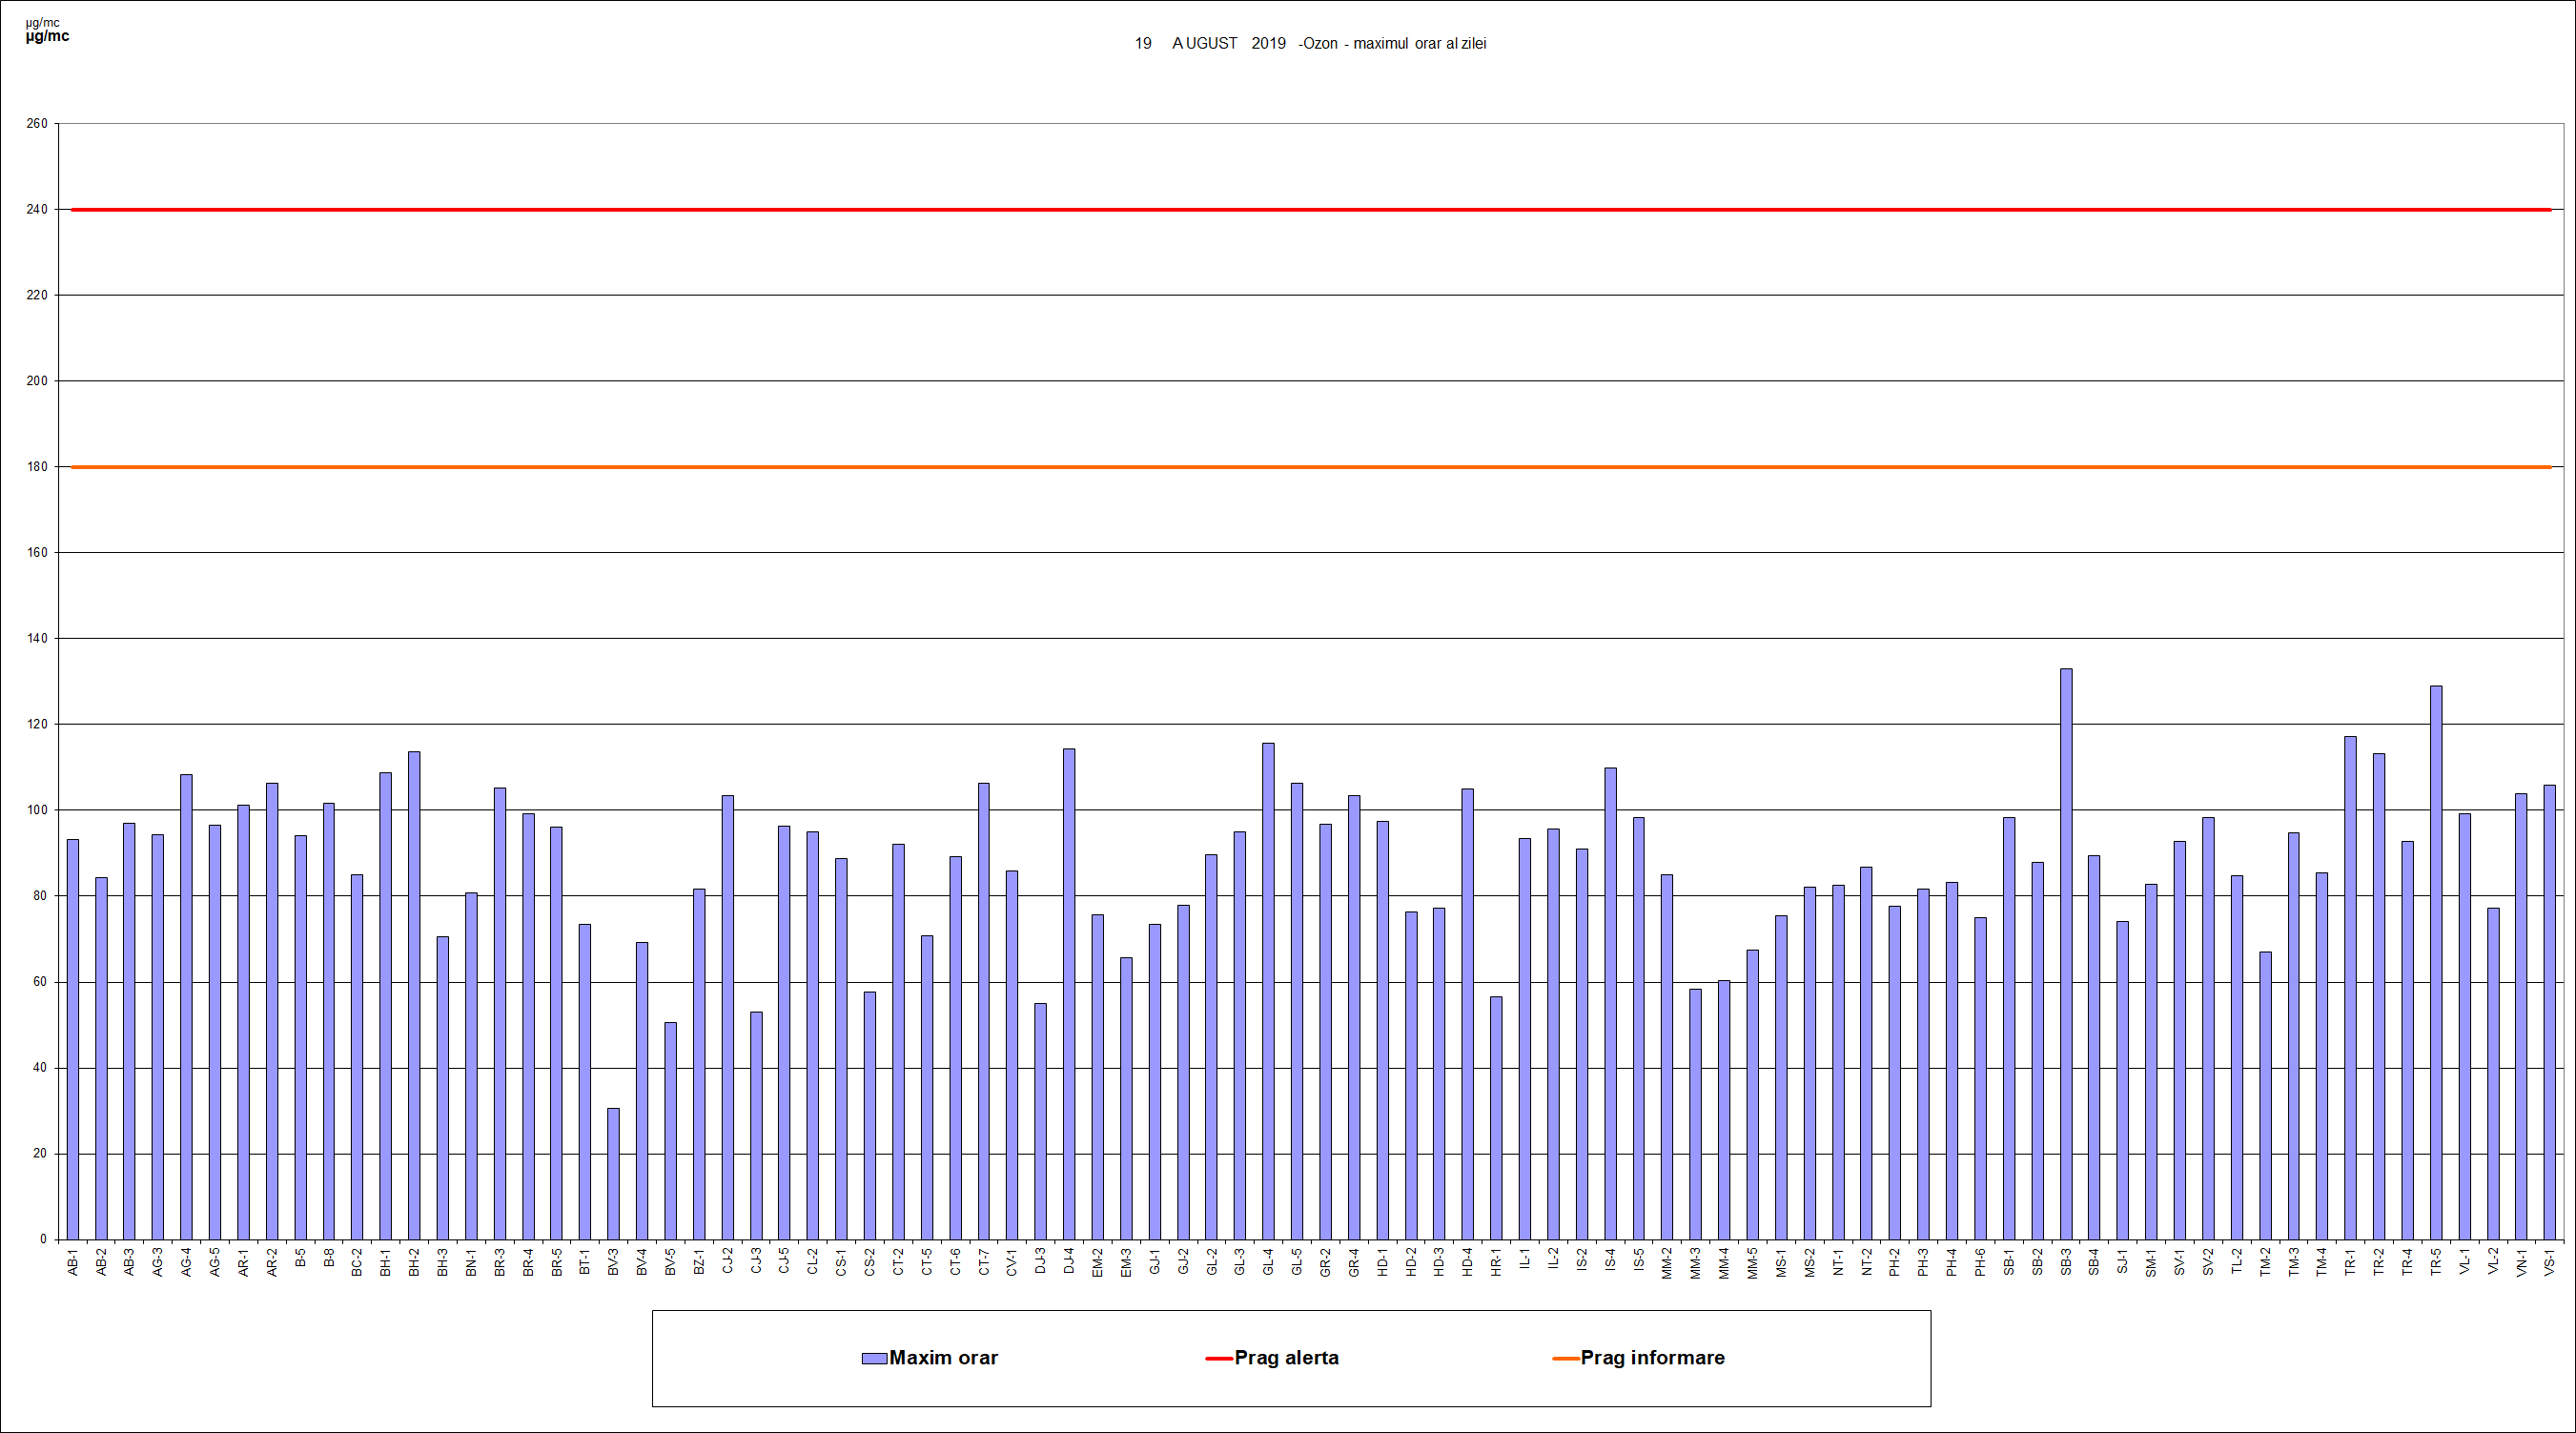 µg/mc
µg/mc
19 AUGUST 2019 -Ozon - maximul orar al zilei
260
240
220
200
180
160
140
120
100
80
60
40
20
0
AB-1 AB-2 AB-3 AG-3 AG-4 AG-5 AR-1 AR-2 B-5 B-8 BC-2 BH-1 BH-2 BH-3 BN-1 BR-3 BR-4 BR-5 BT-1 BV-3 BV-4 BV-5 BZ-1 CJ-2 CJ-3 CJ-5 CL-2 CS-1 CS-2 CT-2 CT-5 CT-6 CT-7 CV-1 DJ-3 DJ-4 EM-2 EM-3 GJ-1 GJ-2 GL-2 GL-3 GL-4 GL-5 GR-2 GR-4 HD-1 HD-2 HD-3 HD-4 HR-1 IL-1 IL-2 IS-2 IS-4 IS-5 MM-2 MM-3 MM-4 MM-5 MS-1 MS-2 NT-1 NT-2 PH-2 PH-3 PH-4 PH-6 SB-1 SB-2 SB-3 SB-4 SJ-1 SM-1 SV-1 SV-2 TL-2 TM-2 TM-3 TM-4 TR-1 TR-2 TR-4 TR-5 VL-1 VL-2 VN-1 VS-1
Maxim orar Prag alerta Prag informare